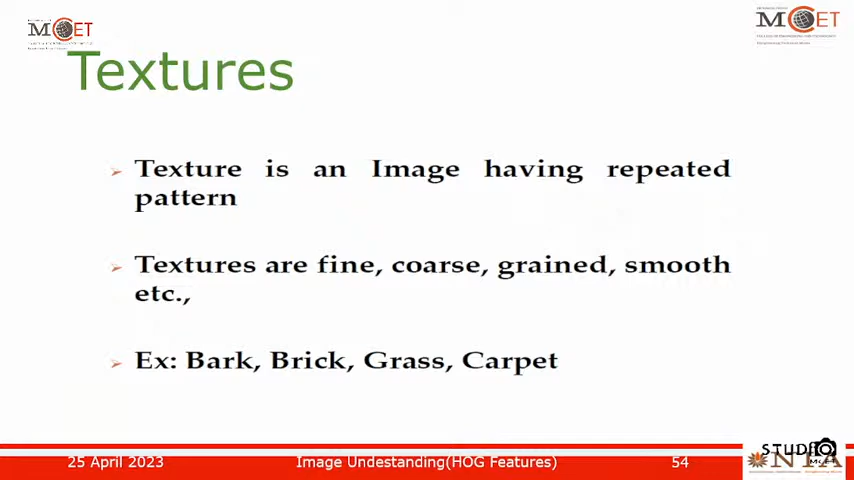 MCET
MCET
Textures
Texture is an Image having repeated
pattern
Textures are fine, coarse, grained, smooth
etc.,
Ex: Bark, Brick, Grass, Carpet
25 April 2023
Image Undestanding(HOG Features)
54
STUDIO
MCET